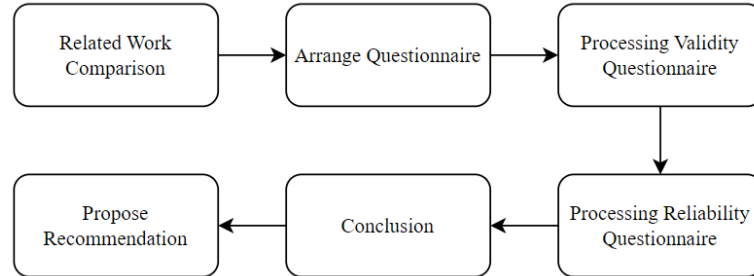 Related Work
Comparison
Arrange Questionnaire
Processing Validity
Questionnaire
Processing Reliability
Questionnaire
Conclusion
Propose
Recommendation